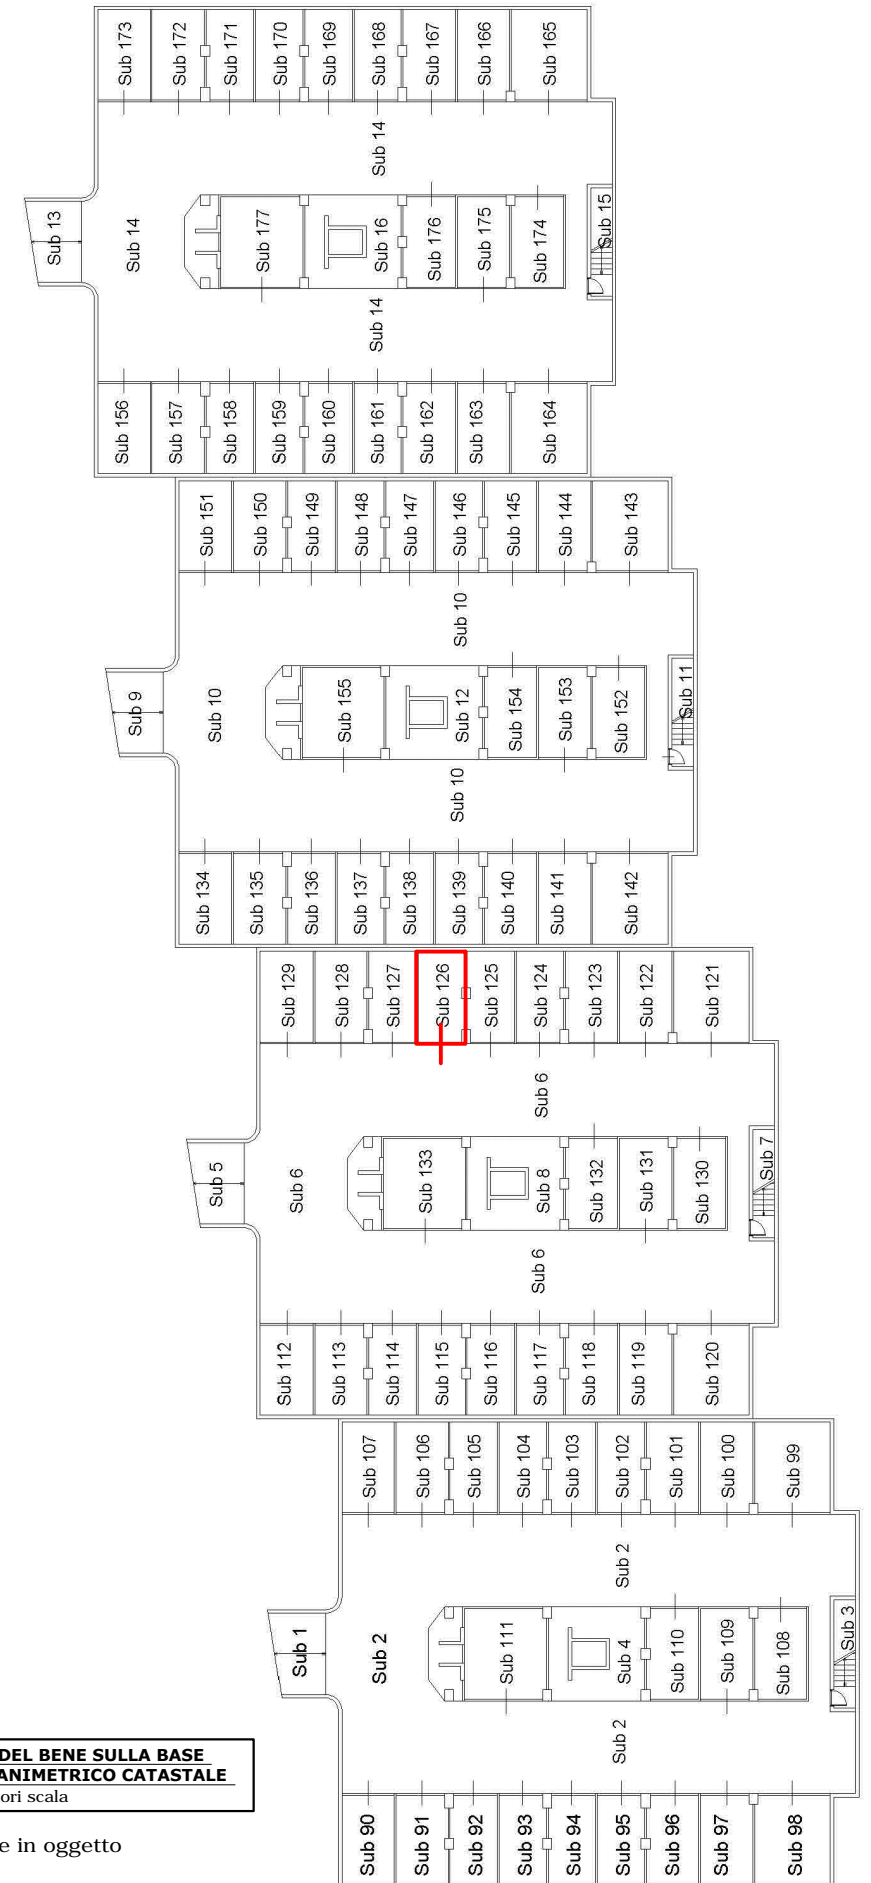 Sub 173
Sub 172
Sub 171
Sub 170
Sub 169
Sub 168
Sub 167
Sub 166
Sub 165
Sub 14
Sub 13
Sub 14
Sub 177
Sub 16
Sub 176
Sub 175
Sub 174
Sub 15
Sub 14
Sub 156
Sub 157
Sub 158
Sub 159
Sub 160
Sub 161
Sub 162
Sub 163
Sub 164
Sub 151
Sub 150
Sub 149
Sub 148
Sub 147
Sub 146
Sub 145
Sub 144
Sub 143
Sub 10
Sub 9
Sub 10
Sub 155
Sub 12
Sub 154
Sub 153
Sub 152
Sub 11
Sub 10
Sub 134
Sub 135
Sub 136
Sub 137
Sub 138
Sub 139
Sub 140
Sub 141
Sub 142
Sub 129
Sub 128
Sub 127
Sub 126
Sub 125
Sub 124
Sub 123
Sub 122
Sub 121
Sub 6
Sub 5
Sub 6
Sub 133
Sub 8
Sub 132
Sub 131
Sub 130
Sub 7
Sub 6
Sub 112
Sub 113
Sub 114
Sub 115
Sub 116
Sub 117
Sub 118
Sub 119
Sub 120
Sub 107
Sub 106
Sub 105
Sub 104
Sub 103
Sub 102
Sub 101
Sub 100
Sub 99
Sub 2
Sub 1
Sub 2
Sub 111
Sub 4
Sub 110
Sub 109
Sub 108
Sub 3
Sub 2
Sub 90
Sub 91
Sub 92
Sub 93
Sub 94
Sub 95
Sub 96
Sub 97
Sub 98
DEL BENE SULLA BASE
ANIMETRICO CATASTALE
ori scala
e in oggetto